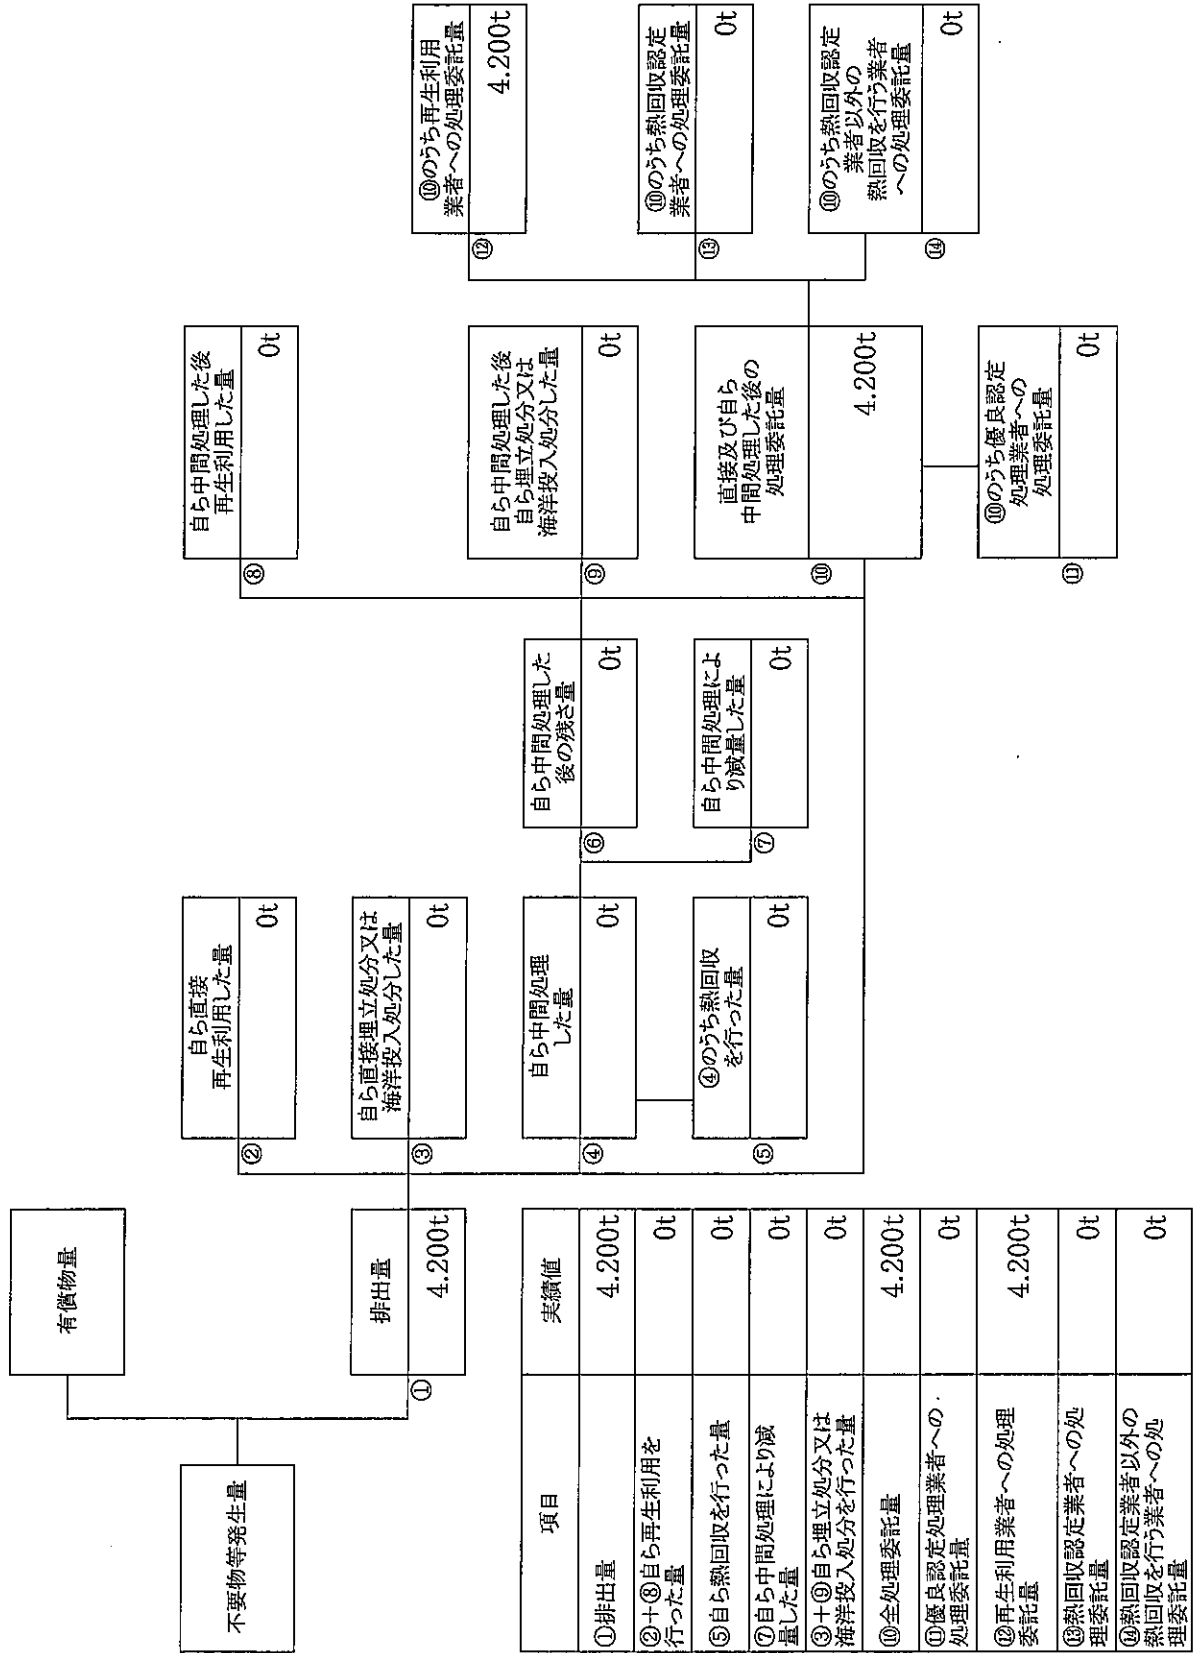 不要物等発生量
有償物量
①
排出量
4.200t
②
自ら直接
再生利用した量
0t
③
自ら直接埋立処分又は
海洋投入処分した量
0t
④
自ら中間処理
した量
0t
⑤
④のうち熱回収
を行った量
0t
⑥
自ら中間処理した
後の残さ量
0t
⑦
自ら中間処理によ
り減量した量
0t
⑧
自ら中間処理した後
再生利用した量
0t
⑨
自ら中間処理した後
自ら埋立処分又は
海洋投入処分した量
0t
⑩
直接及び自ら
中間処理した後の
処理委託量
4.200t
⑪
⑩のうち優良認定
処理業者への
処理委託量
0t
⑫
⑩のうち再生利用
業者への処理委託量
4.200t
⑬
⑩のうち熱回収認定
業者への処理委託量
0t
⑭
⑩のうち熱回収認定
業者以外の
熱回収を行う業者
への処理委託量
0t
項目 実績値
①排出量 4.200t
②+⑧自ら再生利用を
行った量 0t
⑤自ら熱回収を行った量 0t
⑦自ら中間処理により減
量した量 0t
③+⑨自ら埋立処分又は
海洋投入処分を行った量 0t
⑩全処理委託量 4.200t
⑪優良認定処理業者への
処理委託量 0t
⑫再生利用業者への処理
委託量 4.200t
⑬熱回収認定業者への処
理委託量 0t
⑭熱回収認定業者以外の
熱回収を行う業者への処
理委託量 0t